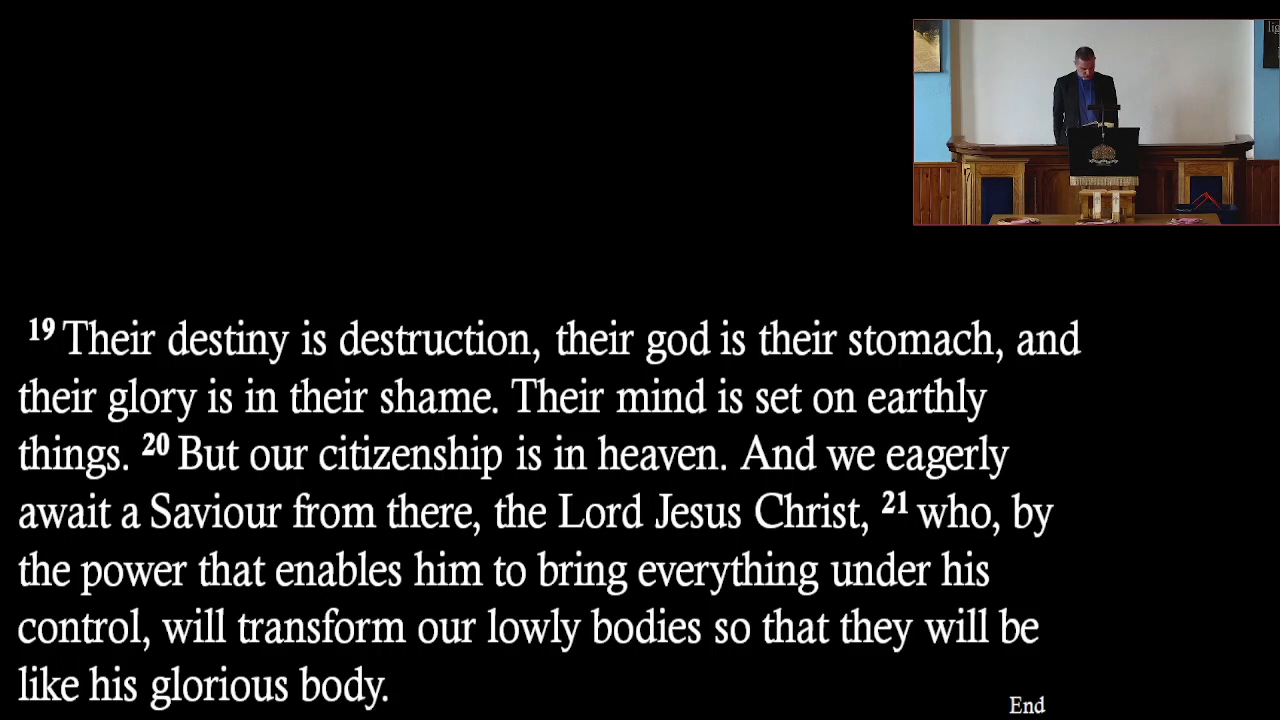 lig
19 Their destiny is destruction, their god is their stomach, and
their glory is in their shame. Their mind is set on earthly
things. 20 But our citizenship is in heaven. And we eagerly
await a Saviour from there, the Lord Jesus Christ, 21 who, by
the power that enables him to bring everything under his
control, will transform our lowly bodies so that they will be
like his glorious body.
End